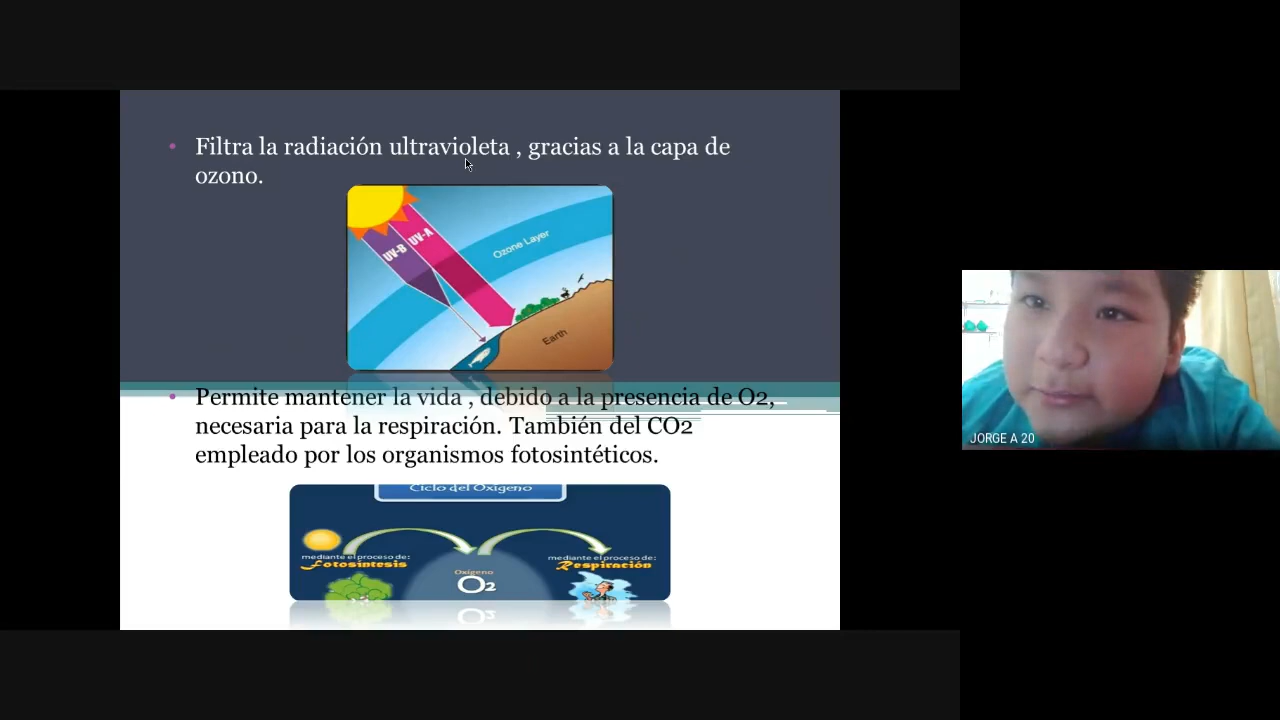 Filtra la radiación ultravioleta , gracias a la capa de
ozono.
UV-B
UV-A
Ozone Layer
Earth
Permite mantener la vida , debido a la presencia de O2,
necesaria para la respiración. También del CO2
empleado por los organismos fotosintéticos.
Ciclo del Oxigeno
mediante el proceso de:
Fotosíntesis
Oxígeno
O2
mediante el proceso de:
Respiración
JORGE A 20